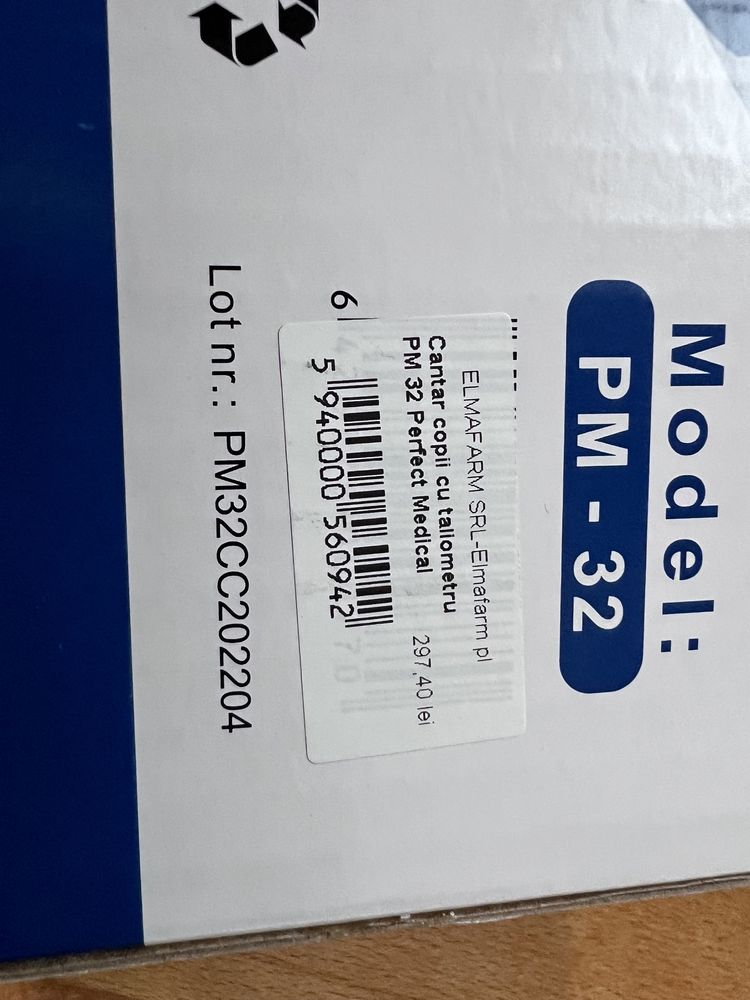 Model:
PM - 32
ELMAFARM SRL-Elmafarm pl
Cantar copii cu taliometru
PM 32 Perfect Medical 297,40 lei
5 940000 560942
6
Lot nr.: PM32CC202204